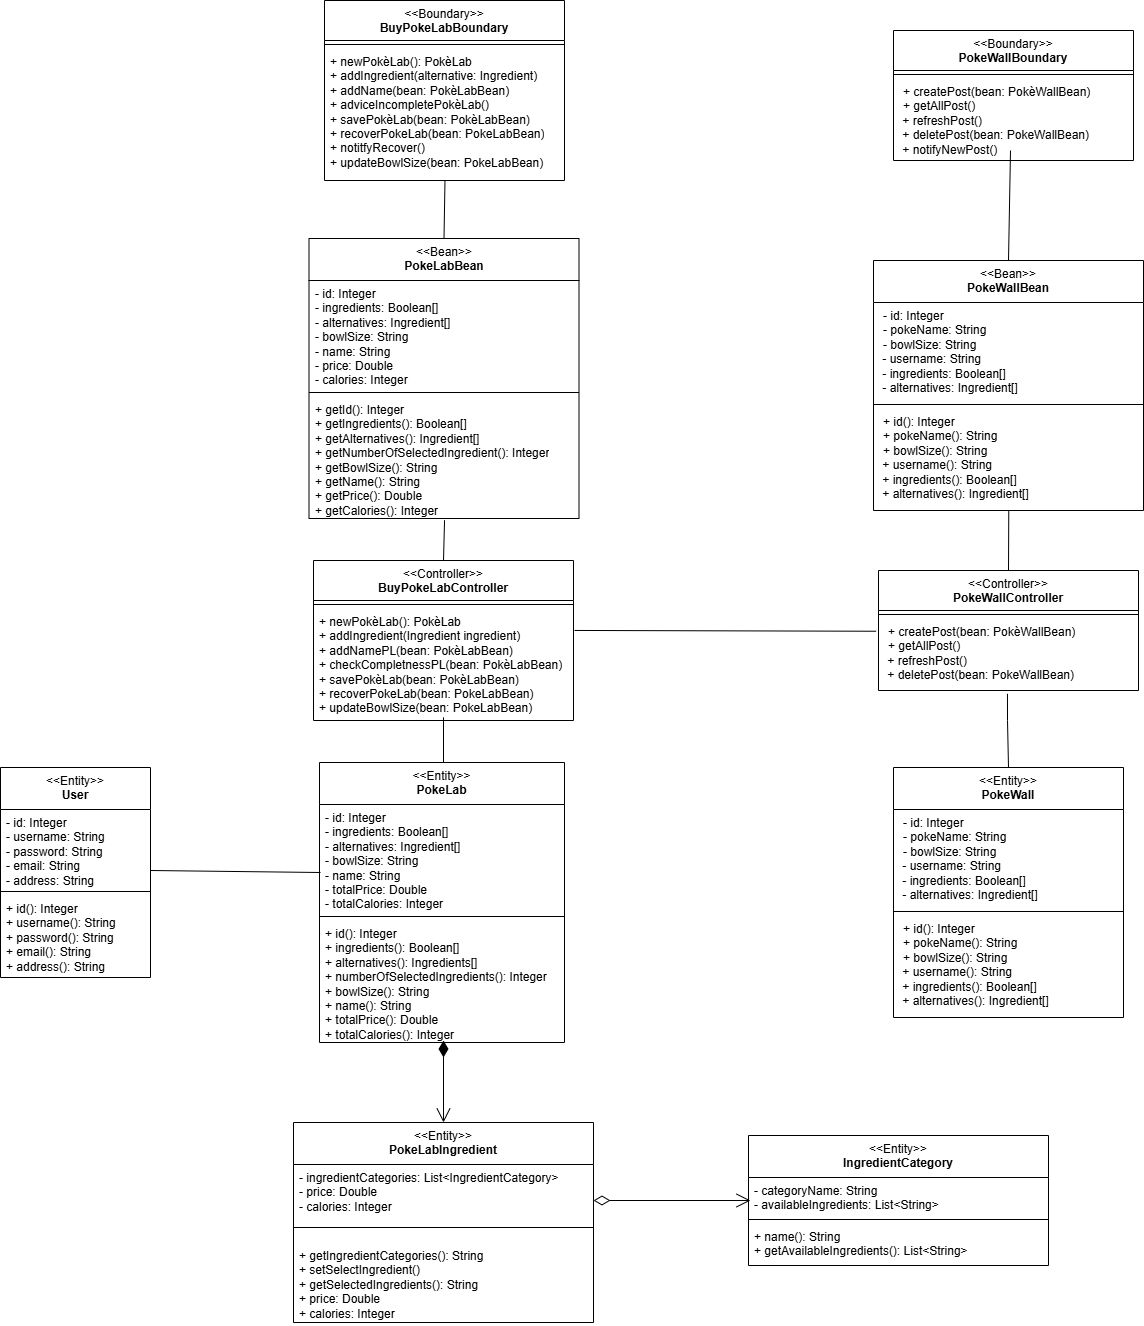 <<Boundary>>
BuyPokeLabBoundary
+ newPokèLab(): PokèLab
+ addIngredient(alternative: Ingredient)
+ addName(bean: PokèLabBean)
+ adviceIncompletePokèLab()
+ savePokèLab(bean: PokèLabBean)
+ recoverPokeLab(bean: PokeLabBean)
+ notitfyRecover()
+ updateBowlSize(bean: PokeLabBean)
<<Boundary>>
PokeWallBoundary
+ createPost(bean: PokèWallBean)
+ getAllPost()
+ refreshPost()
+ deletePost(bean: PokeWallBean)
+ notifyNewPost()
<<Bean>>
PokeLabBean
- id: Integer
- ingredients: Boolean[]
- alternatives: Ingredient[]
- bowlSize: String
- name: String
- price: Double
- calories: Integer
+ getId(): Integer
+ getIngredients(): Boolean[]
+ getAlternatives(): Ingredient[]
+ getNumberOfSelectedIngredient(): Integer
+ getBowlSize(): String
+ getName(): String
+ getPrice(): Double
+ getCalories(): Integer
<<Bean>>
PokeWallBean
- id: Integer
- pokeName: String
- bowlSize: String
- username: String
- ingredients: Boolean[]
- alternatives: Ingredient[]
+ id(): Integer
+ pokeName(): String
+ bowlSize(): String
+ username(): String
+ ingredients(): Boolean[]
+ alternatives(): Ingredient[]
<<Controller>>
BuyPokeLabController
+ newPokèLab(): PokèLab
+ addIngredient(Ingredient ingredient)
+ addNamePL(bean: PokèLabBean)
+ checkCompletnessPL(bean: PokèLabBean)
+ savePokèLab(bean: PokèLabBean)
+ recoverPokeLab(bean: PokeLabBean)
+ updateBowlSize(bean: PokeLabBean)
<<Controller>>
PokeWallController
+ createPost(bean: PokèWallBean)
+ getAllPost()
+ refreshPost()
+ deletePost(bean: PokeWallBean)
<<Entity>>
User
- id: Integer
- username: String
- password: String
- email: String
- address: String
+ id(): Integer
+ username(): String
+ password(): String
+ email(): String
+ address(): String
<<Entity>>
PokeLab
- id: Integer
- ingredients: Boolean[]
- alternatives: Ingredient[]
- bowlSize: String
- name: String
- totalPrice: Double
- totalCalories: Integer
+ id(): Integer
+ ingredients(): Boolean[]
+ alternatives(): Ingredients[]
+ numberOfSelectedIngredients(): Integer
+ bowlSize(): String
+ name(): String
+ totalPrice(): Double
+ totalCalories(): Integer
<<Entity>>
PokeWall
- id: Integer
- pokeName: String
- bowlSize: String
- username: String
- ingredients: Boolean[]
- alternatives: Ingredient[]
+ id(): Integer
+ pokeName(): String
+ bowlSize(): String
+ username(): String
+ ingredients(): Boolean[]
+ alternatives(): Ingredient[]
<<Entity>>
PokeLabIngredient
- ingredientCategories: List<IngredientCategory>
- price: Double
- calories: Integer
+ getIngredientCategories(): String
+ setSelectIngredient()
+ getSelectedIngredients(): String
+ price: Double
+ calories: Integer
<<Entity>>
IngredientCategory
- categoryName: String
- availableIngredients: List<String>
+ name(): String
+ getAvailableIngredients(): List<String>